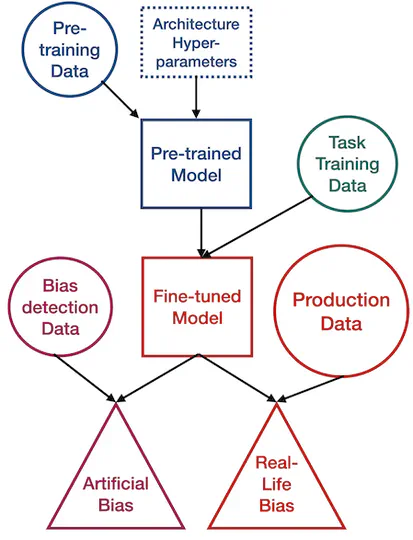 Pre-
training
Data
Architecture
Hyper-
parameters
Pre-trained
Model
Task
Training
Data
Bias
detection
Data
Fine-tuned
Model
Production
Data
Artificial
Bias
Real-
Life
Bias